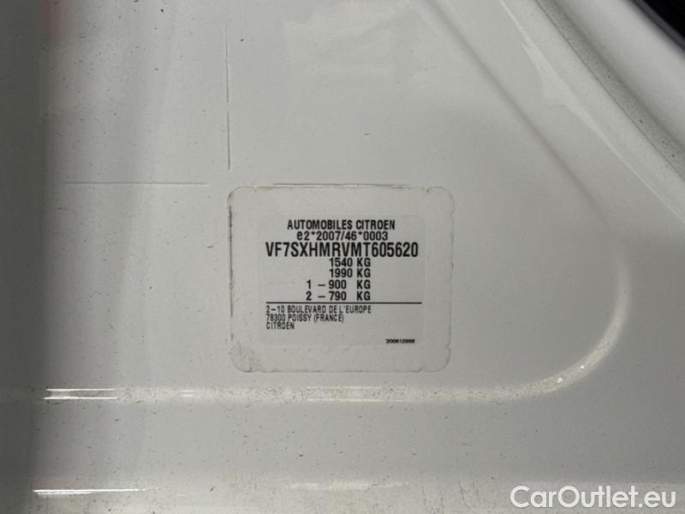 AUTOMOBILES CITROEN
e2*2007/46*0003
VF7SXHMRVMT605620
1540 KG
1990 KG
1 - 900 KG
2 - 790 KG
2-10 BOULEVARD DE L'EUROPE
78300 POISSY (FRANCE)
CITROEN
CarOutlet.eu